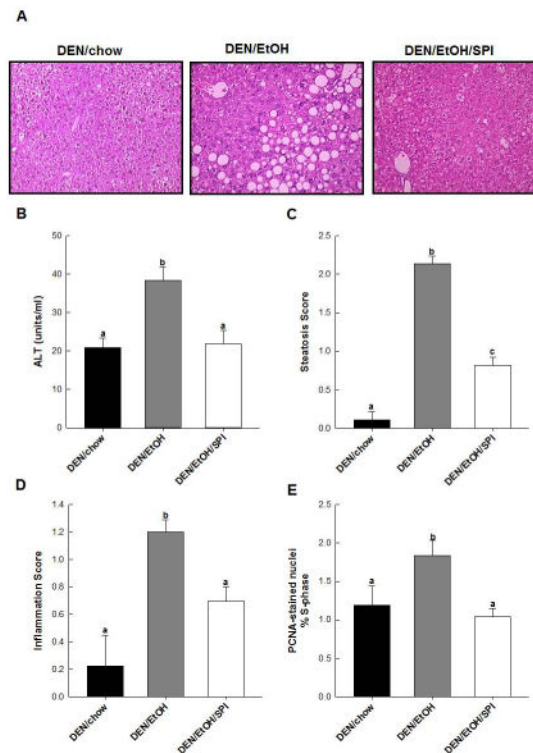 A
DEN/chow
DEN/EtOH
DEN/EtOH/SPI
B
ALT (units/ml)
50
40
30
20
10
0
a
b
a
DEN/chow
DEN/EtOH
DEN/EtOH/SPI
C
Steatosis Score
2.5
2.0
1.5
1.0
0.5
0.0
a
b
c
DEN/chow
DEN/EtOH
DEN/EtOH/SPI
D
Inflammation Score
1.4
1.2
1.0
0.8
0.6
0.4
0.2
0.0
a
b
a
DEN/chow
DEN/EtOH
DEN/EtOH/SPI
E
PCNA-stained nuclei
% S-phase
2.5
2.0
1.5
1.0
0.5
0.0
a
b
a
DEN/chow
DEN/EtOH
DEN/EtOH/SPI